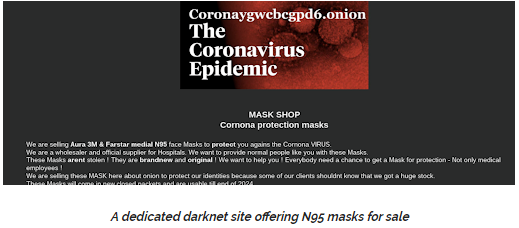 Coronaygwcbcgpd6.onion
The
Coronavirus
Epidemic
MASK SHOP
Cornona protection masks
We are selling Aura 3M & Farstar medial N95 face Masks to protect you agains the Cornona VIRUS.
We are a wholesaler and official supplier for Hospitals. We want to provide normal people like you with these Masks.
These Masks arent stolen ! They are brandnew and original ! We want to help you ! Everybody need a chance to get a Mask for protection - Not only medical
employees !
We are selling these MASK here about onion to protect our identities because some of our clients shouldnt know that we got a huge stock.
These Masks will come in new closed packets and are usable till end of 2024
A dedicated darknet site offering N95 masks for sale